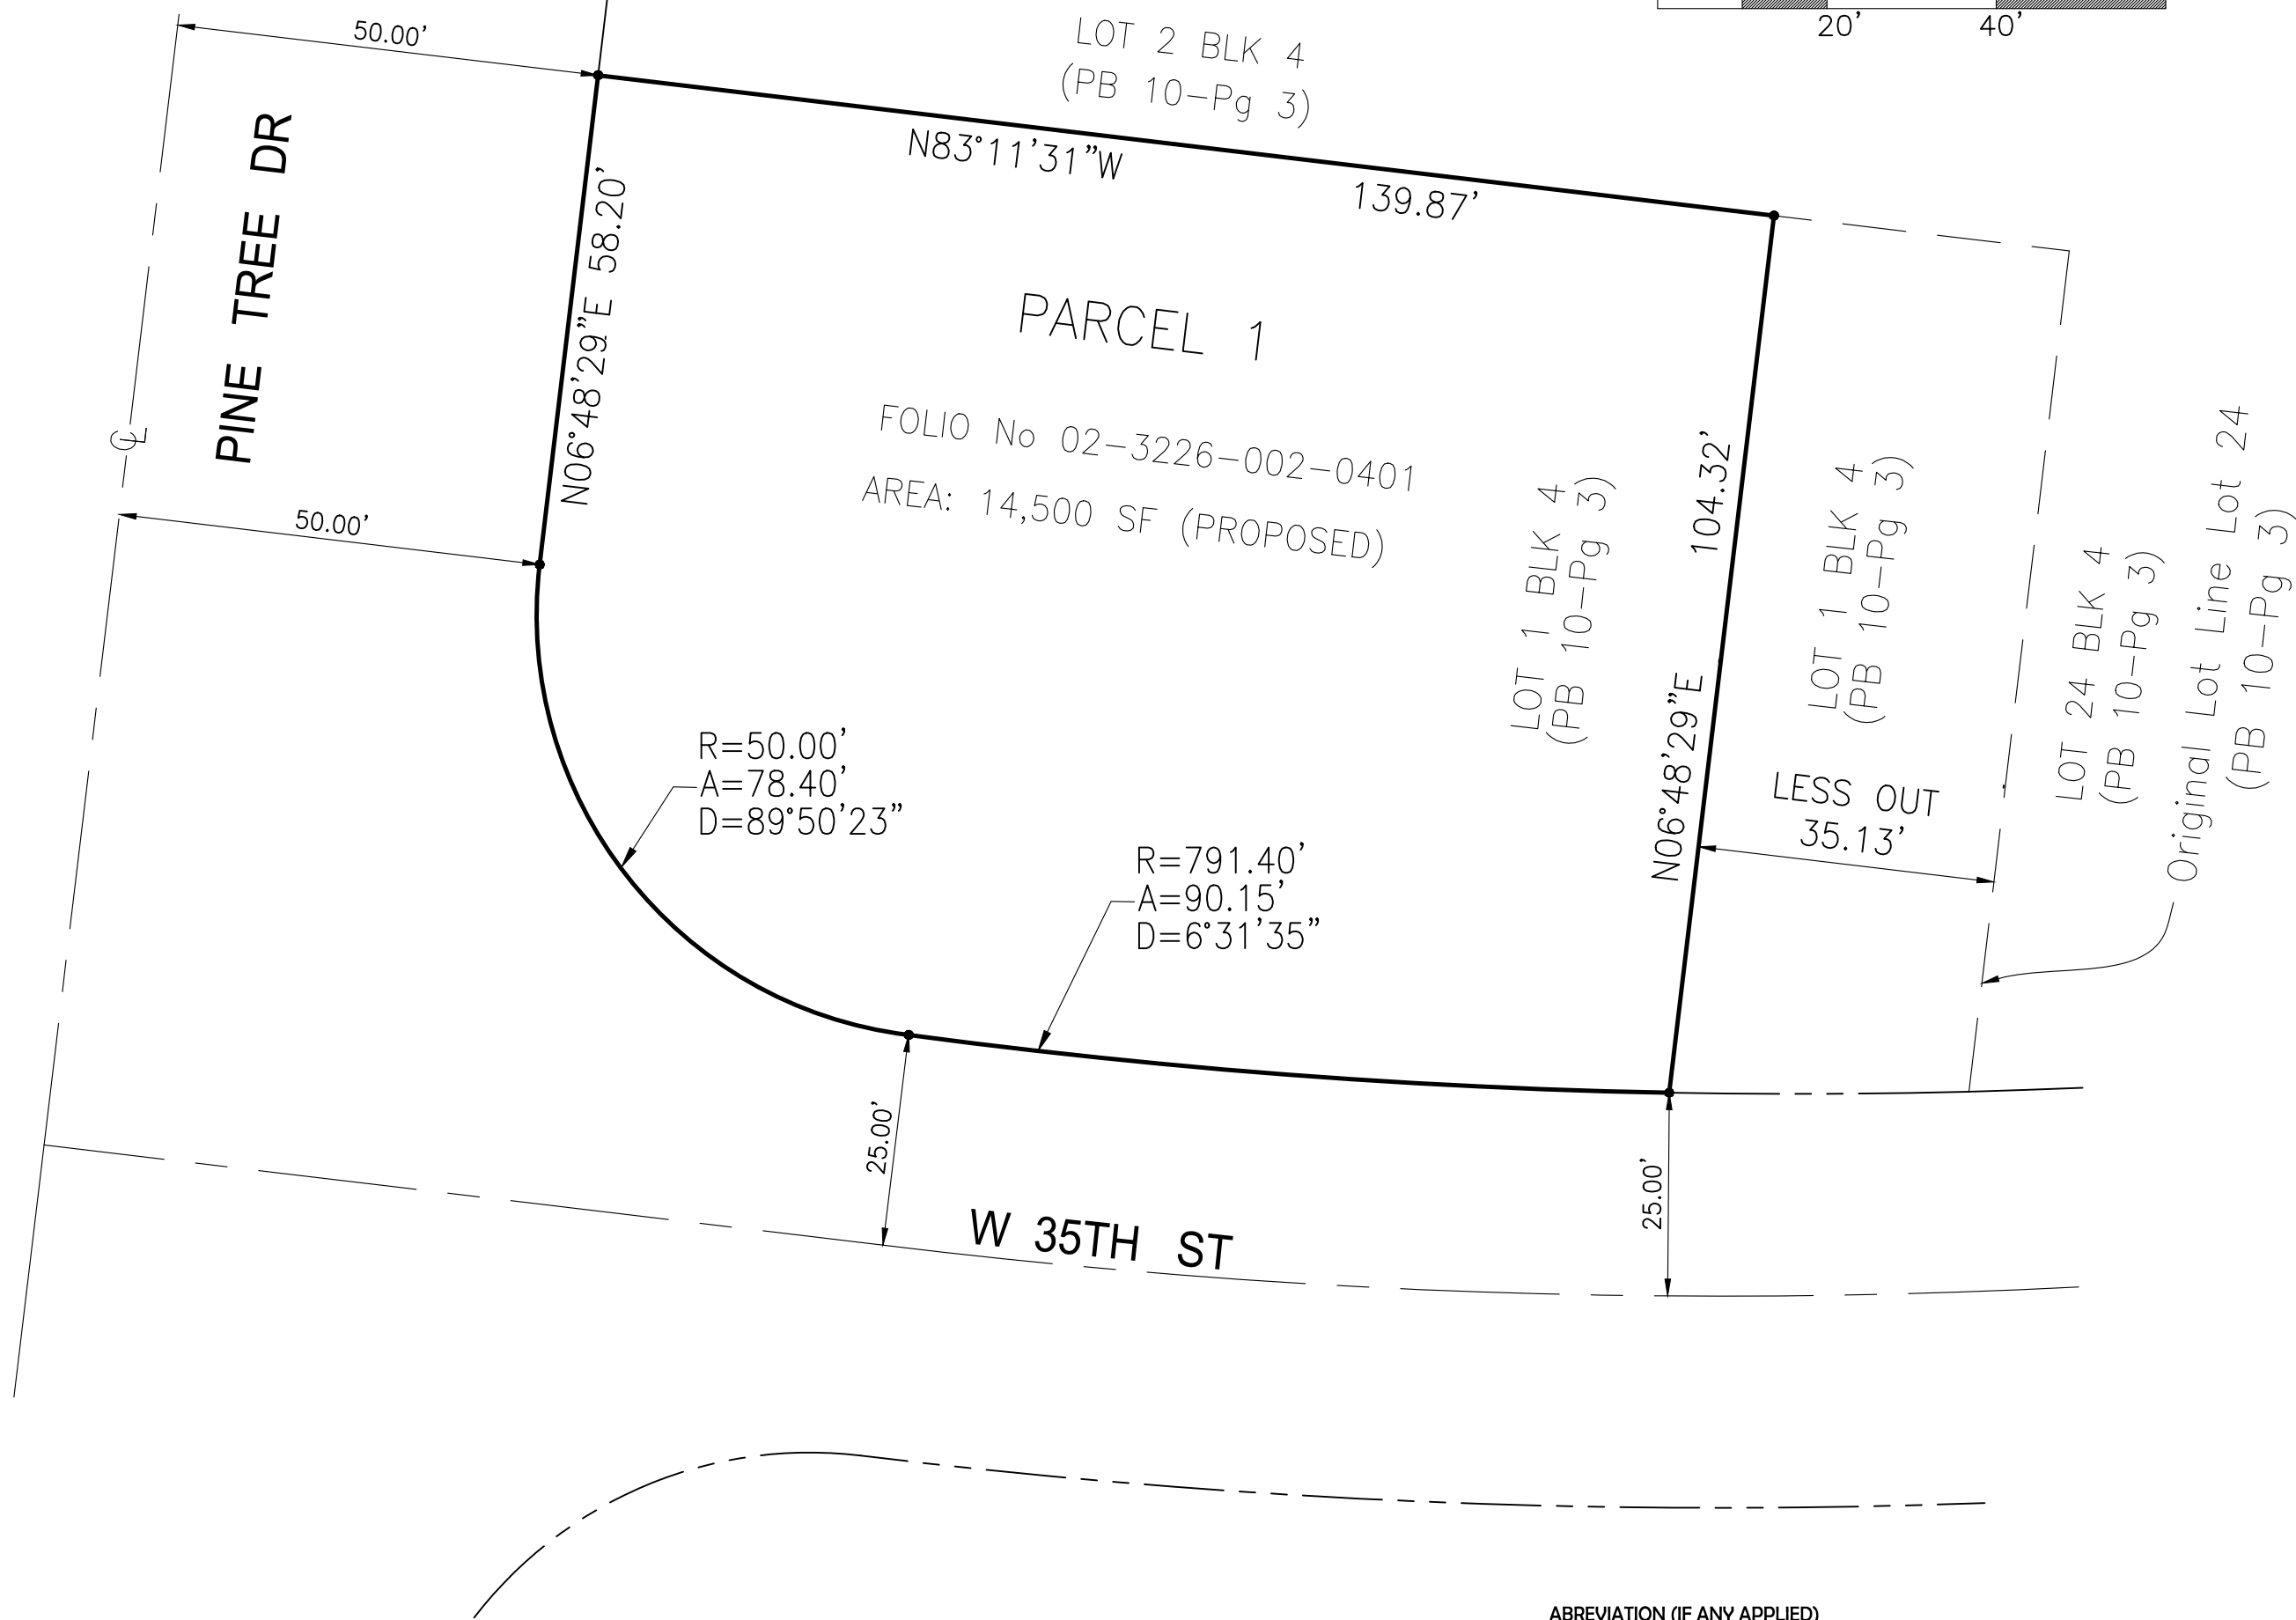 20' 40'
50.00'
LOT 2 BLK 4
(PB 10-Pg 3)
N83°11'31"W
139.87'
PINE TREE DR
N06°48'29"E 58.20'
PARCEL 1
FOLIO No 02-3226-002-0401
AREA: 14,500 SF (PROPOSED)
CL
50.00'
LOT 1 BLK 4
(PB 10-Pg 3)
N06°48'29"E
104.32'
LOT 1 BLK 4
(PB 10-Pg 3)
LOT 24 BLK 4
(PB 10-Pg 3)
Original Lot Line Lot 24
(PB 10-Pg 3)
R=50.00'
A=78.40'
D=89°50'23"
LESS OUT
35.13'
R=791.40'
A=90.15'
D=6°31'35"
25.00'
25.00'
W 35TH ST
ABREVIATION (IF ANY APPLIED)